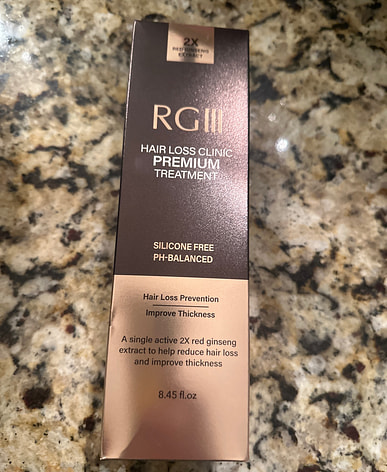 2X
RED GINSENG
EXTRACT
RGIII
HAIR LOSS CLINIC
PREMIUM
TREATMENT
SILICONE FREE
PH-BALANCED
Hair Loss Prevention
Improve Thickness
A single active 2X red ginseng
extract to help reduce hair loss
and improve thickness
8.45 fl.oz